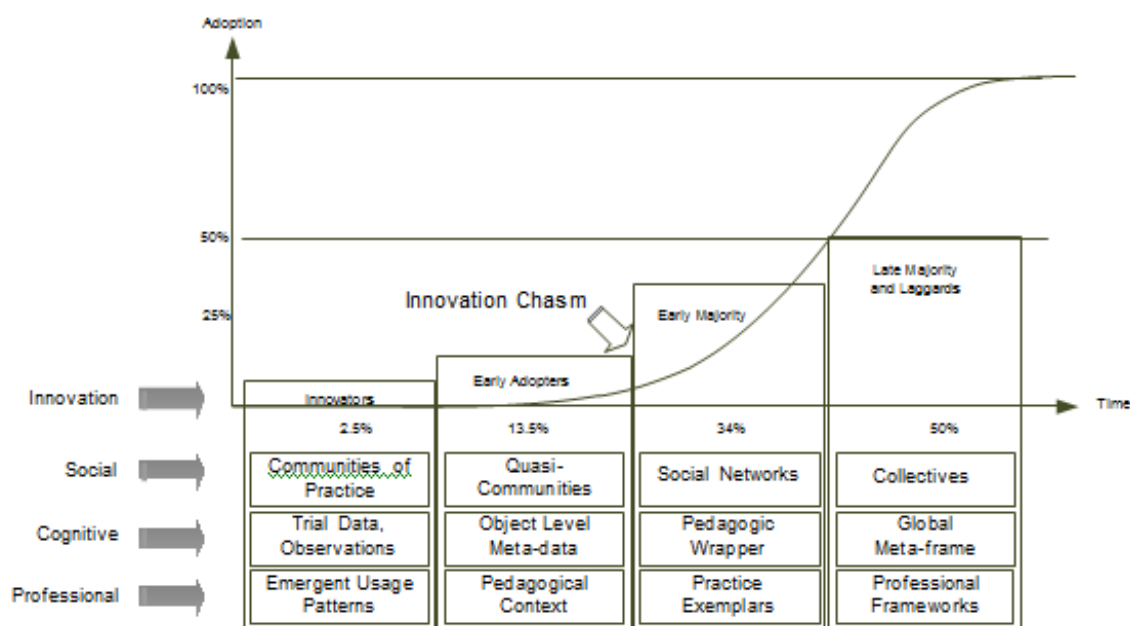 Adoption
100%
50%
Late Majority
and Laggards
Innovation Chasm
25%
Early Majority
Early Adopters
Innovation
Innovators
Time
2.5%
13.5%
34%
50%
Social
Communities of
Practice
Quasi-
Communities
Social Networks
Collectives
Cognitive
Trial Data,
Observations
Object Level
Meta-data
Pedagogic
Wrapper
Global
Meta-frame
Professional
Emergent Usage
Patterns
Pedagogical
Context
Practice
Exemplars
Professional
Frameworks